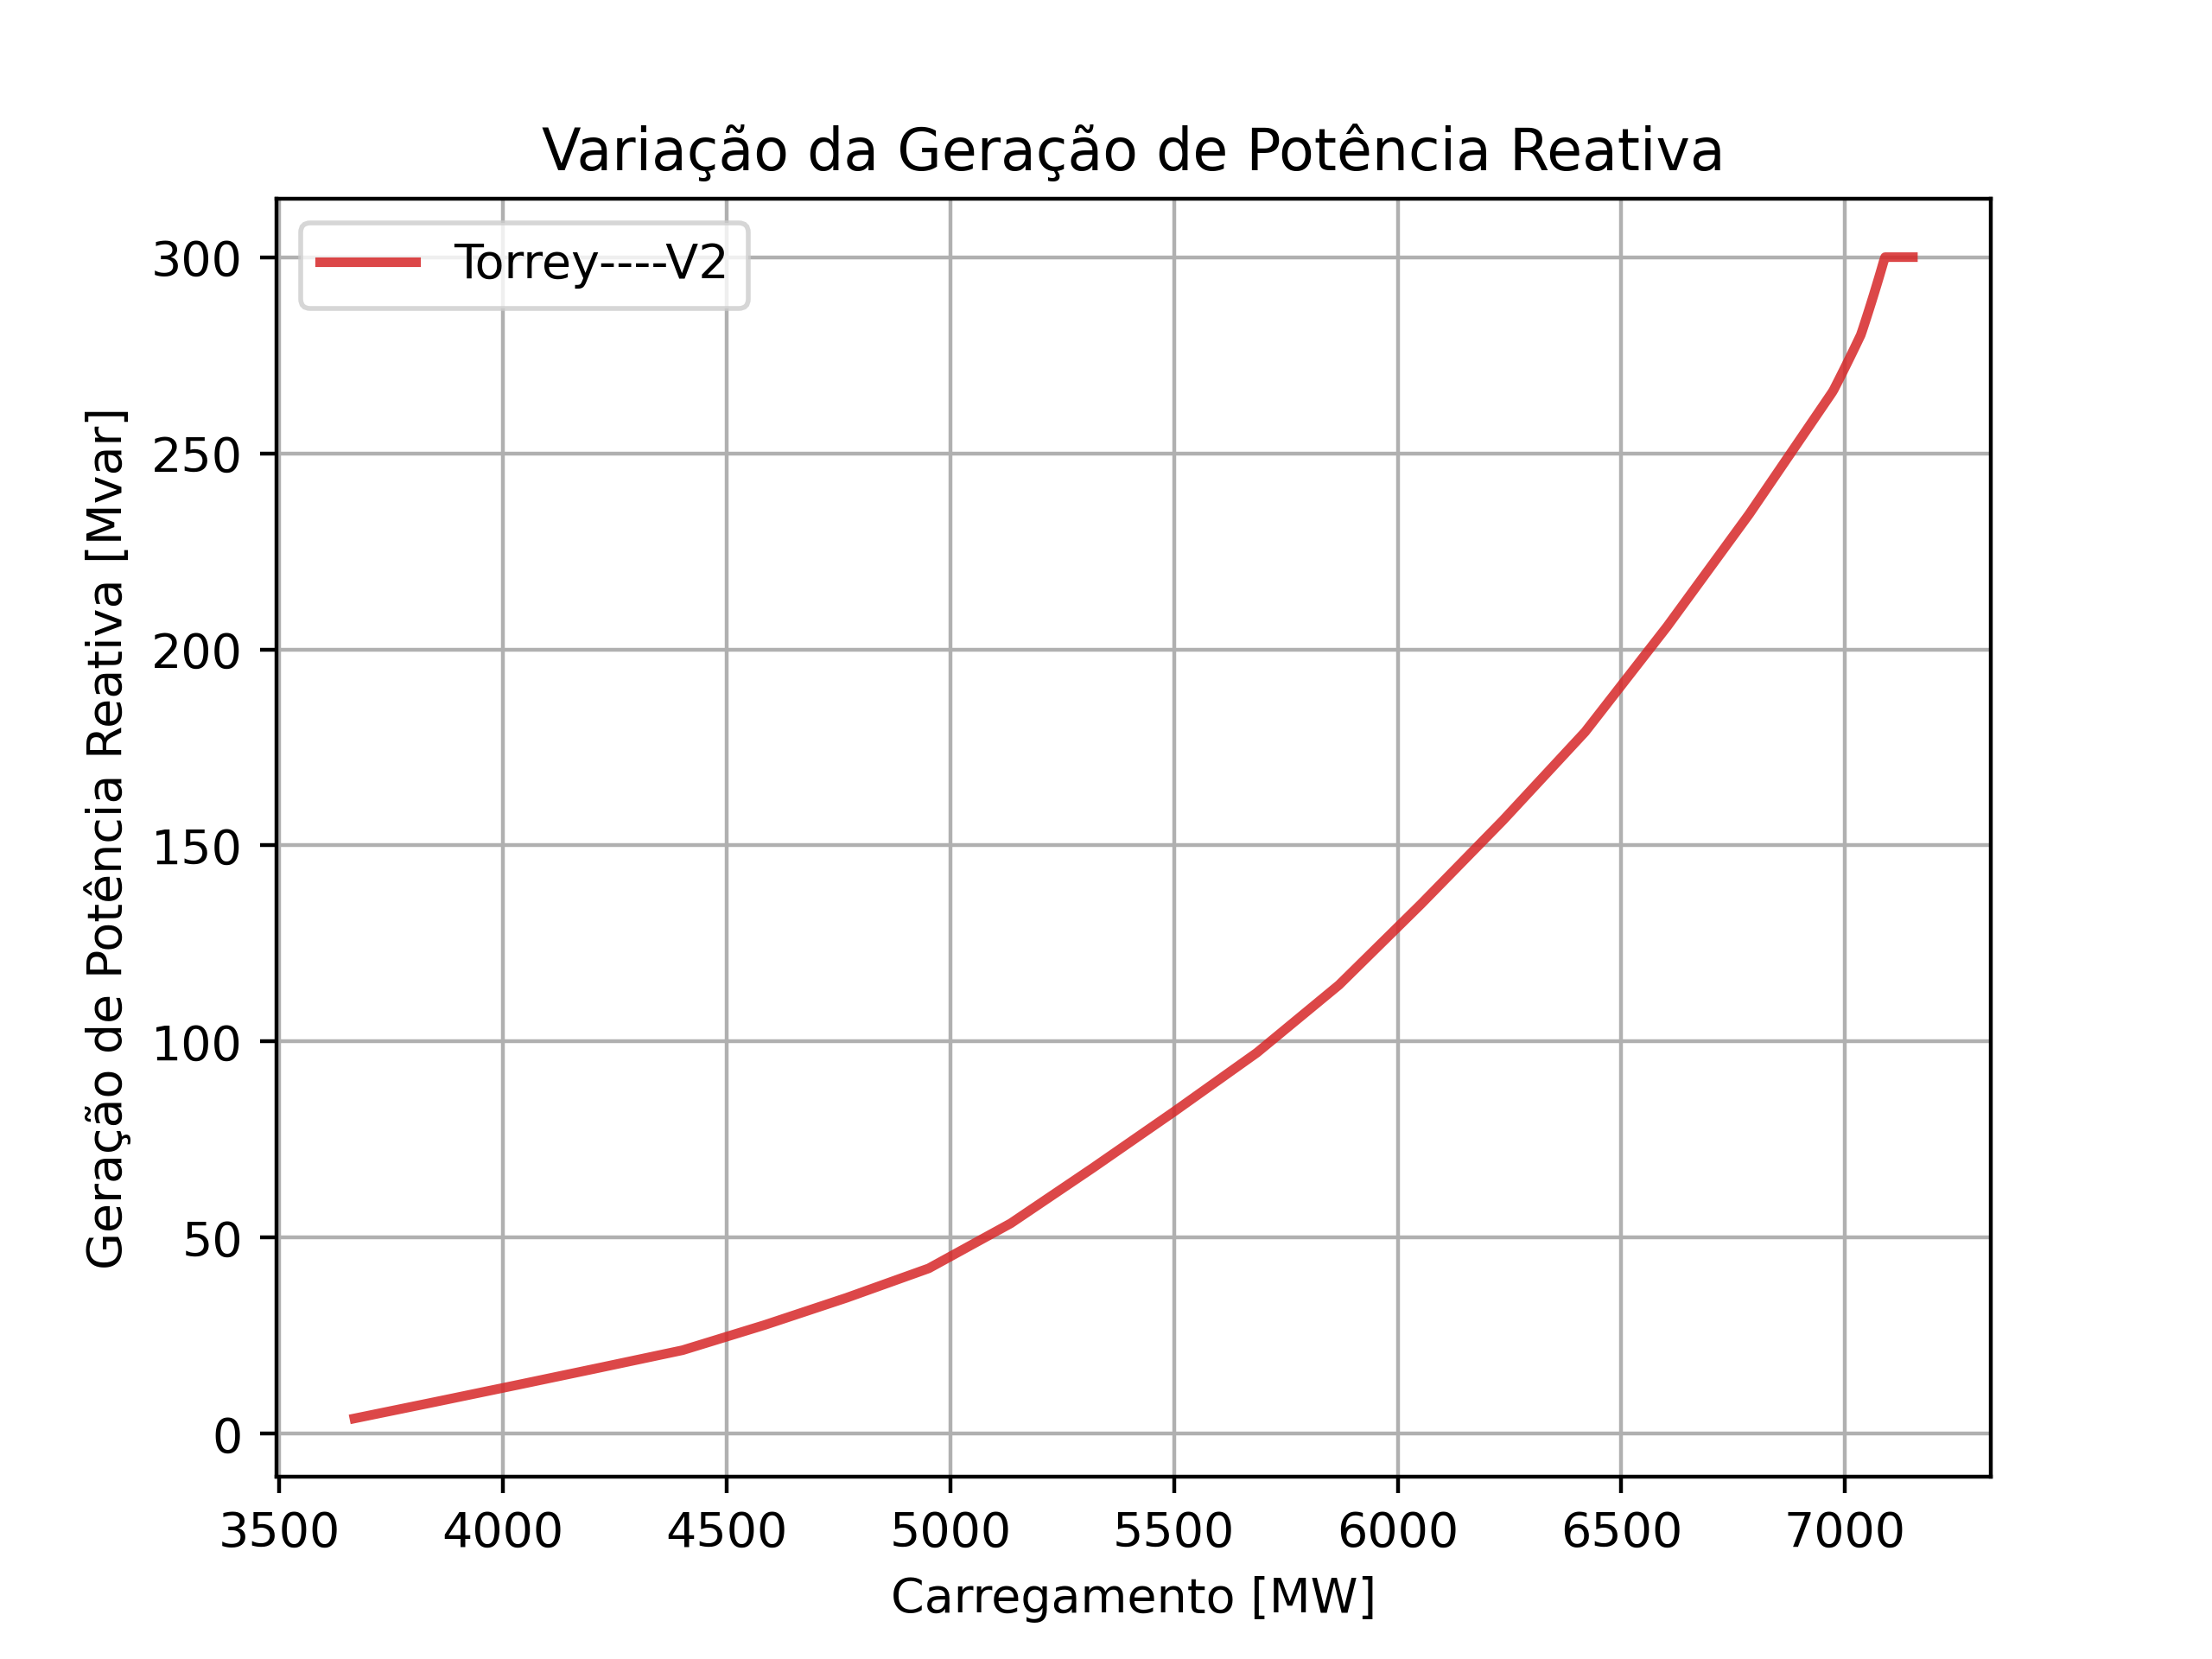 Variação da Geração de Potência Reativa
Torrey----V2
Geração de Potência Reativa [Mvar]
300
250
200
150
100
50
0
3500 4000 4500 5000 5500 6000 6500 7000
Carregamento [MW]